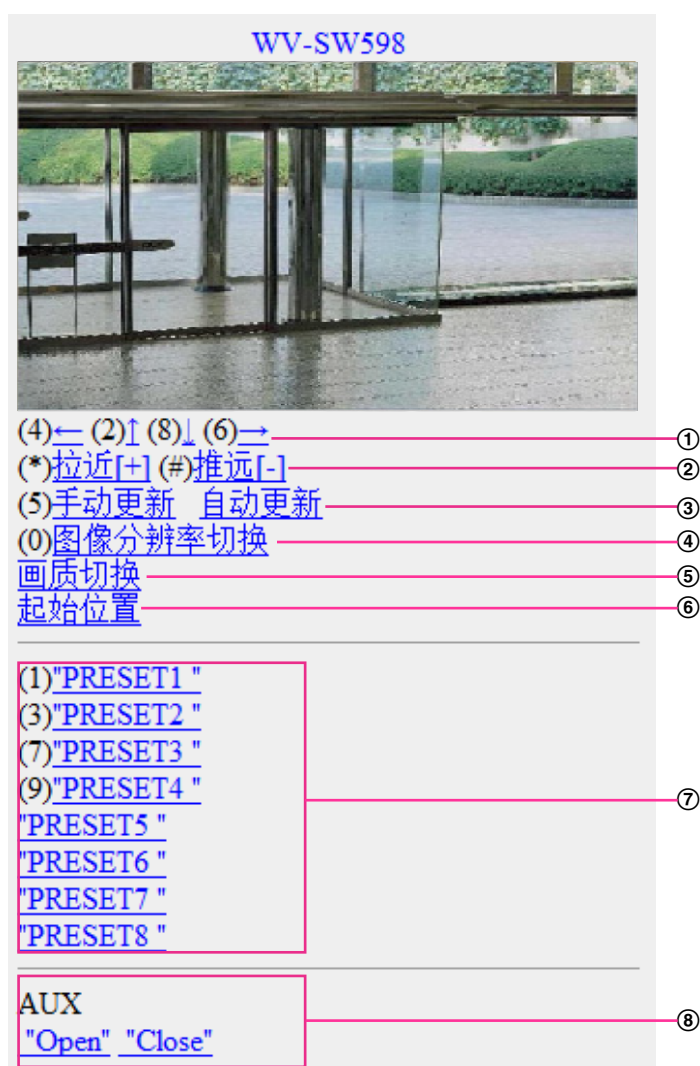 WV-SW598
(4)← (2)↑ (8)↓ (6)→ ①
(*)拉近[+] (#)推远[-] ②
(5)手动更新 自动更新 ③
(0)图像分辨率切换 ④
画质切换 ⑤
起始位置 ⑥
(1)"PRESET1 "
(3)"PRESET2 "
(7)"PRESET3 "
(9)"PRESET4 " ⑦
"PRESET5 "
"PRESET6 "
"PRESET7 "
"PRESET8 "
AUX
"Open" "Close" ⑧